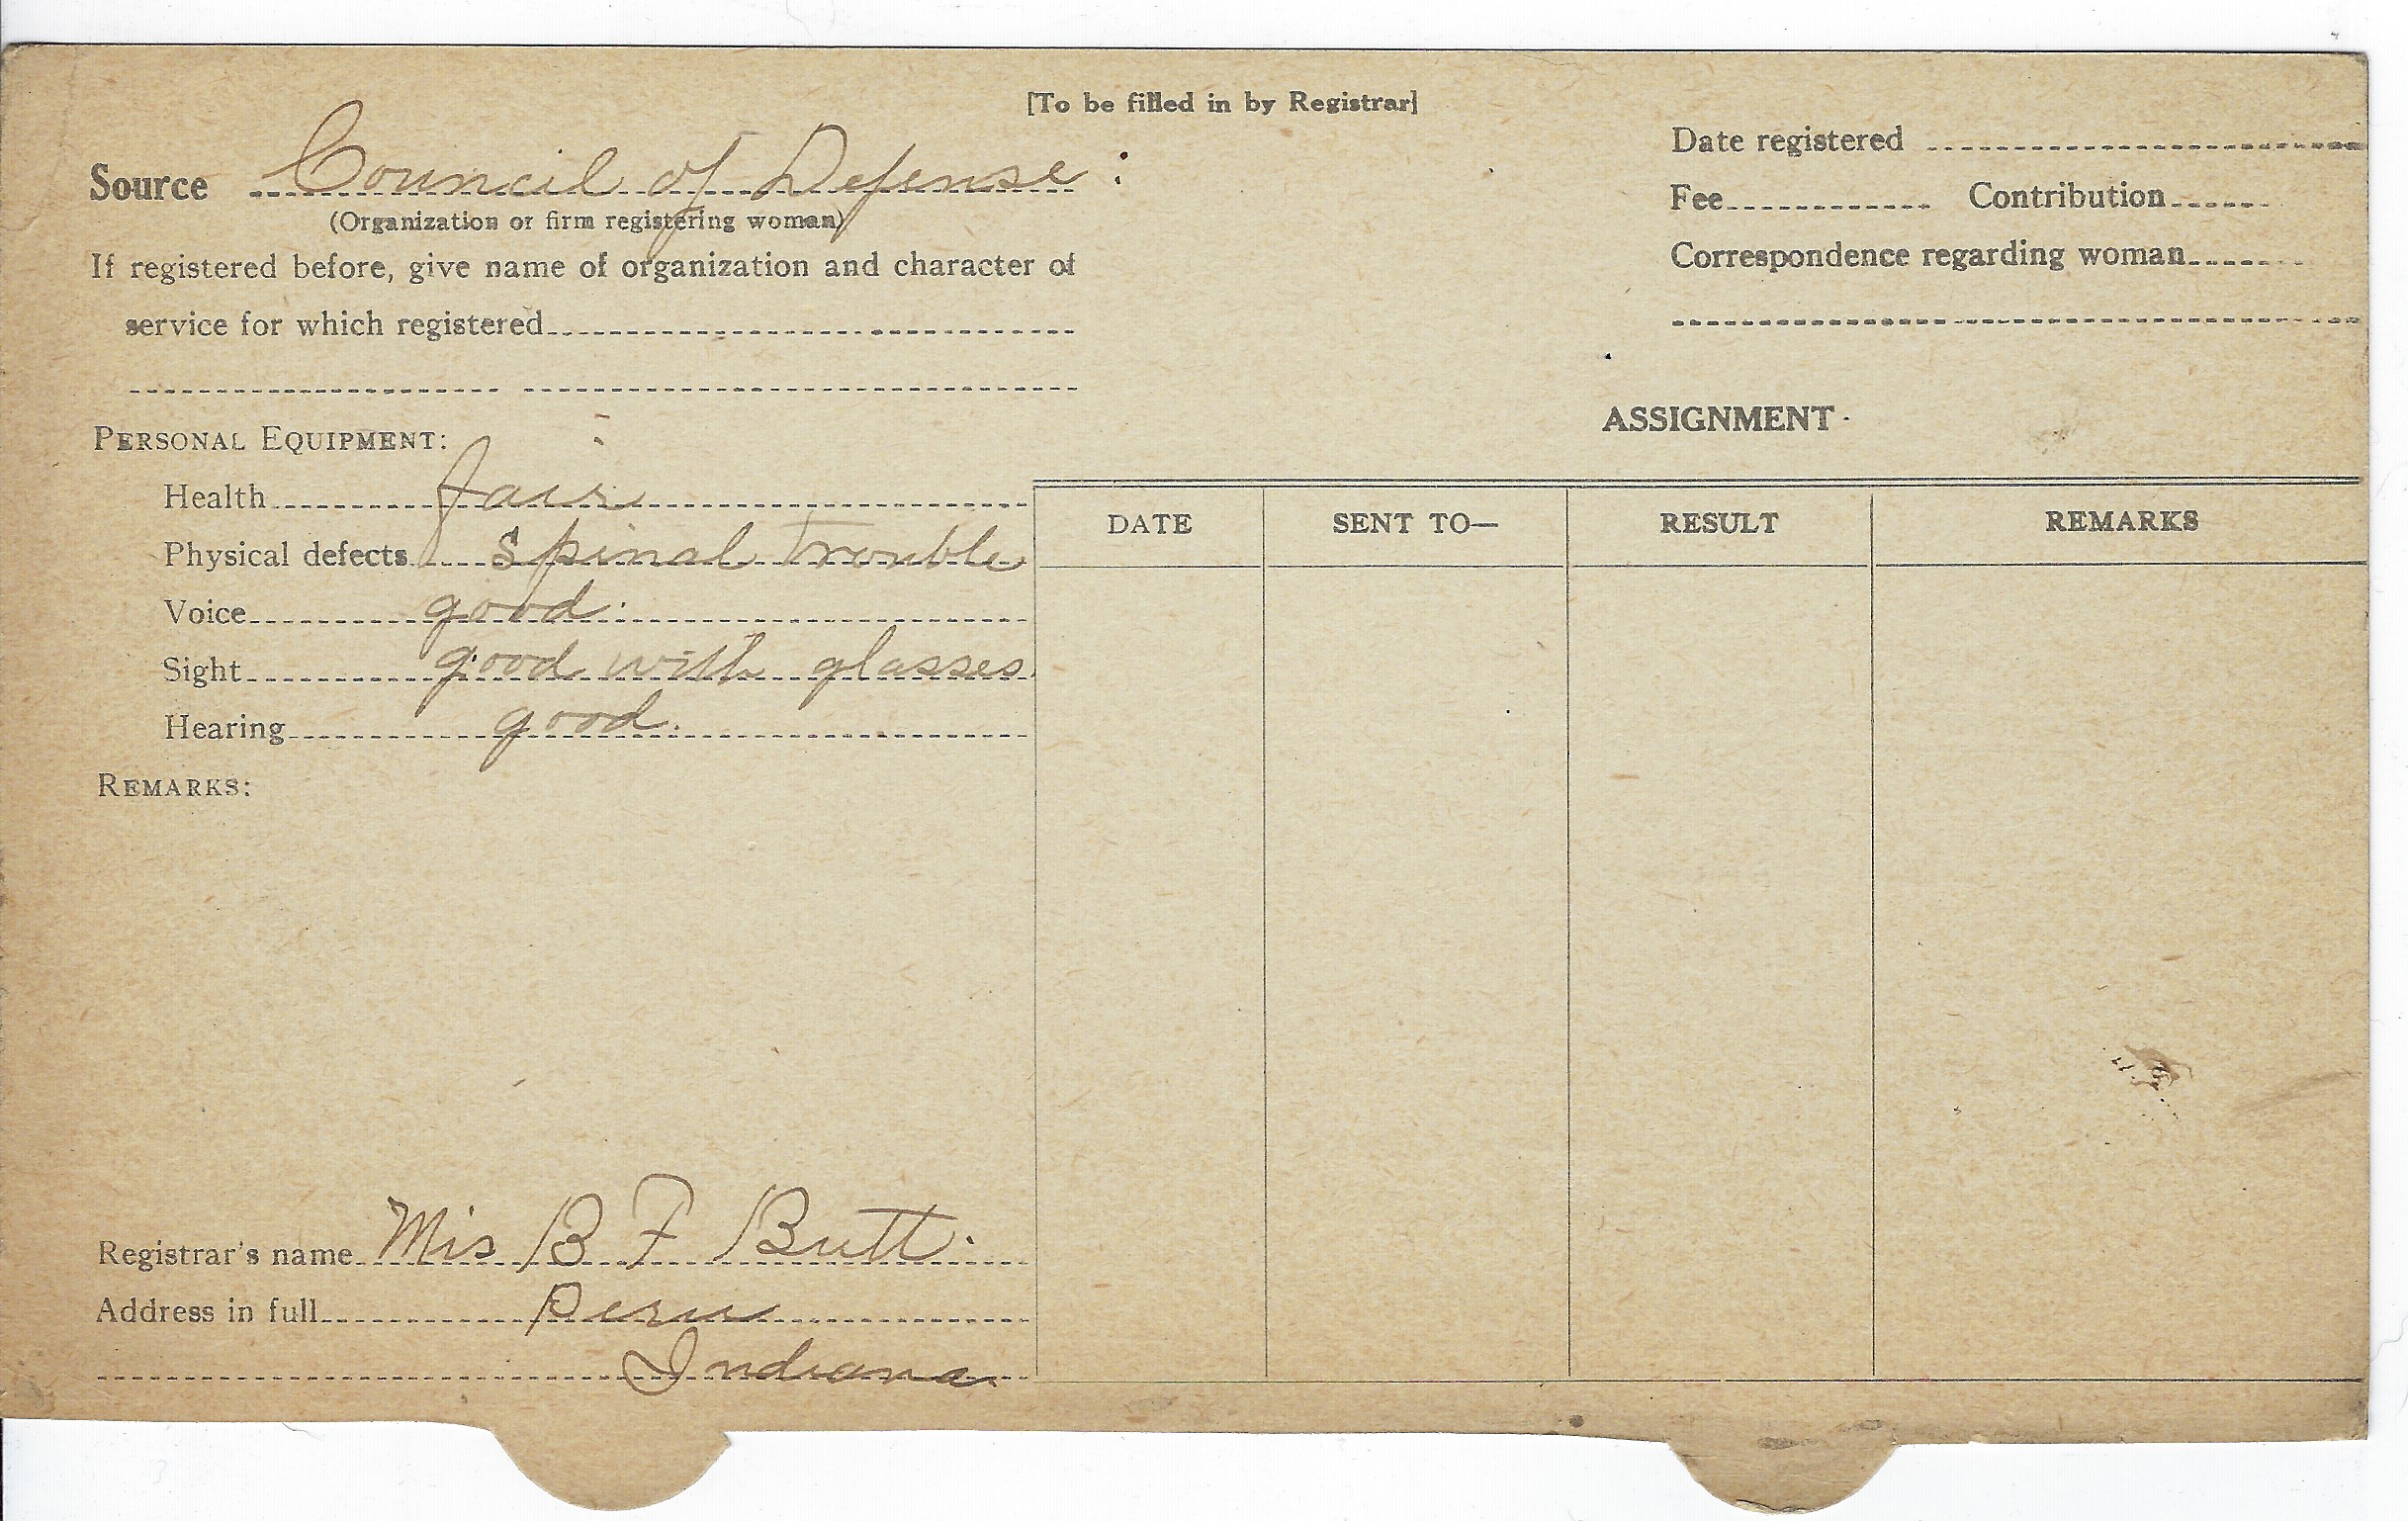 [To be filled in by Registrar]
Source Council of Defense :
(Organization or firm registering woman)
If registered before, give name of organization and character of
service for which registered
Date registered
Fee Contribution
Correspondence regarding woman
PERSONAL EQUIPMENT:
Health fair
Physical defects spinal trouble
Voice good.
Sight good with glasses.
Hearing good.
REMARKS:
Registrar's name Mrs B F Butt.
Address in full Peru
Indiana
ASSIGNMENT
DATE SENT TO— RESULT REMARKS